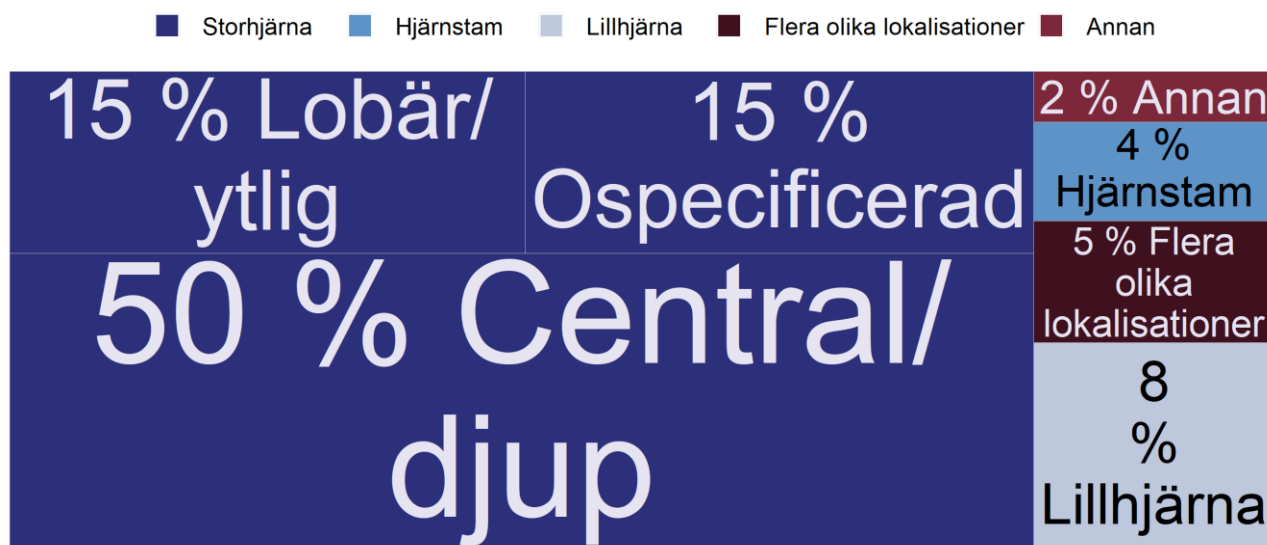 Storhjärna Hjärnstam Lillhjärna Flera olika lokalisationer Annan
15 % Lobär/
ytlig
15 %
Ospecificerad
50 % Central/
djup
2 % Annan
4 %
Hjärnstam
5 % Flera
olika
lokalisationer
8
%
Lillhjärna